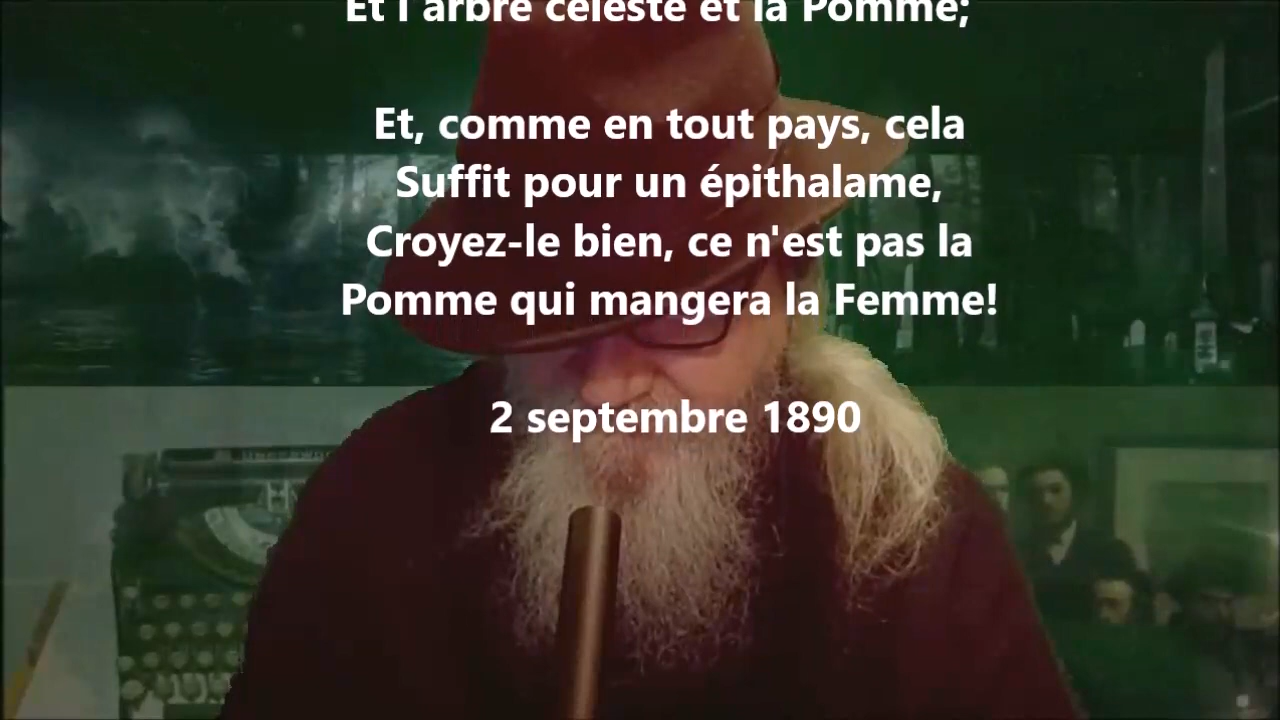 Et l'arbre céleste et la Pomme;
Et, comme en tout pays, cela
Suffit pour un épithalame,
Croyez-le bien, ce n'est pas la
Pomme qui mangera la Femme!
2 septembre 1890
UNDERWOOD